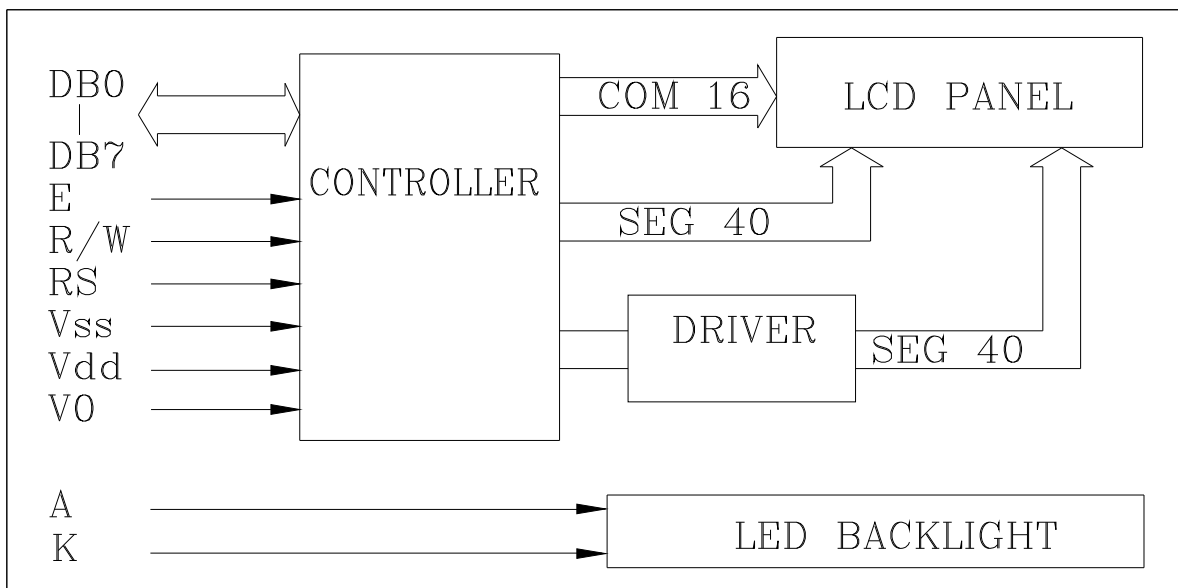 DB0
DB7
E
R/W
RS
Vss
Vdd
V0
A
K
CONTROLLER
COM 16
SEG 40
LCD PANEL
DRIVER
SEG 40
LED BACKLIGHT